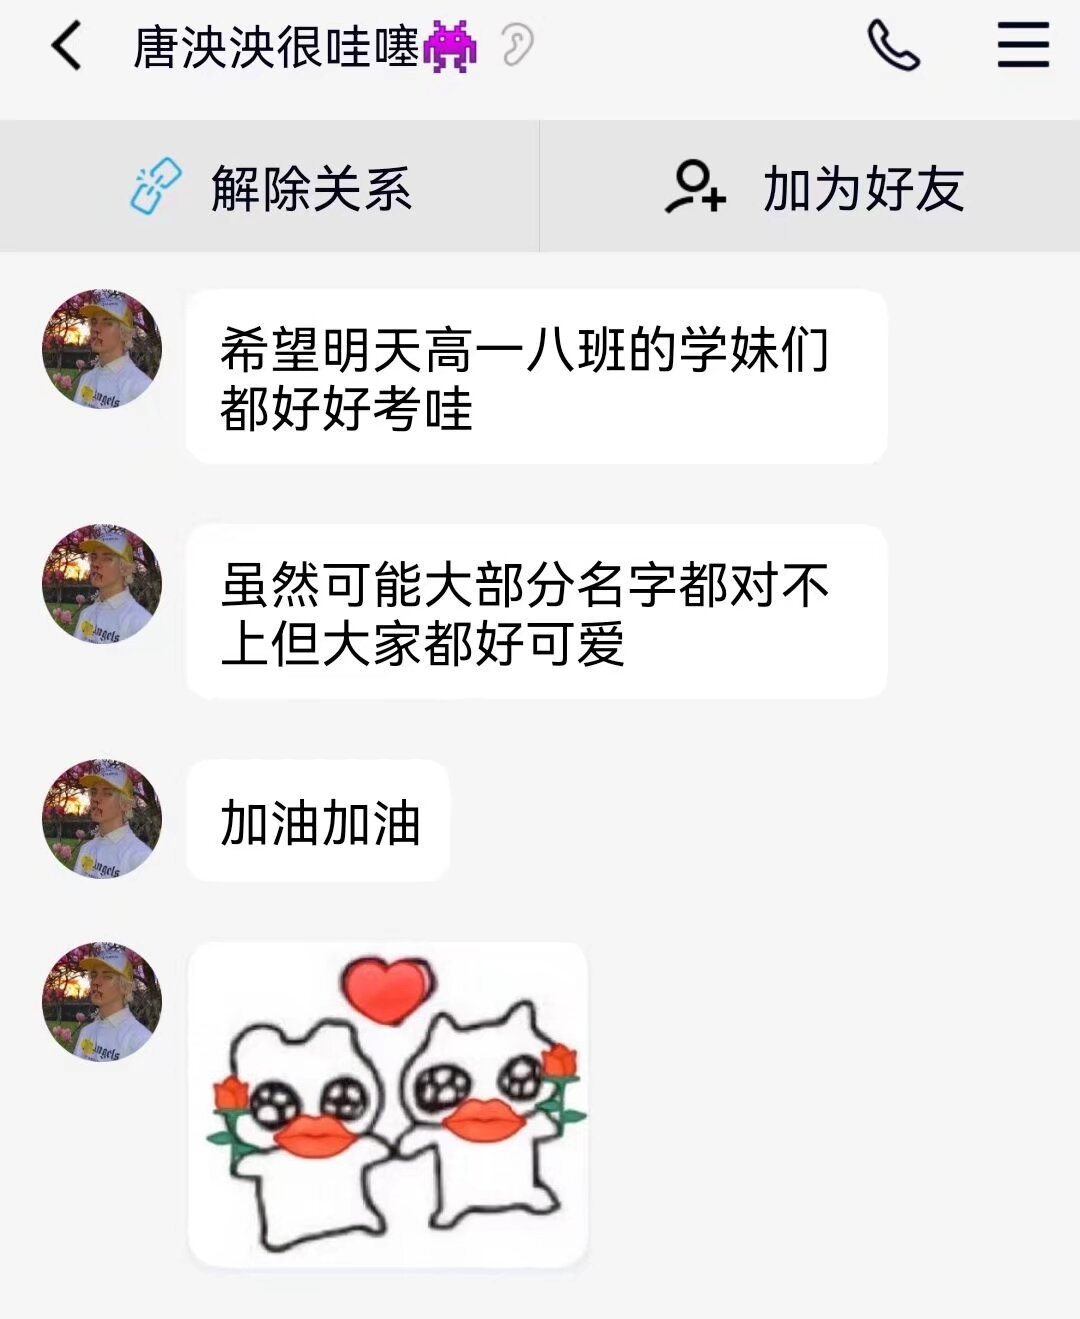 唐泱泱很哇噻
解除关系
加为好友
希望明天高一八班的学妹们
都好好考哇
虽然可能大部分名字都对不
上但大家都好可爱
加油加油